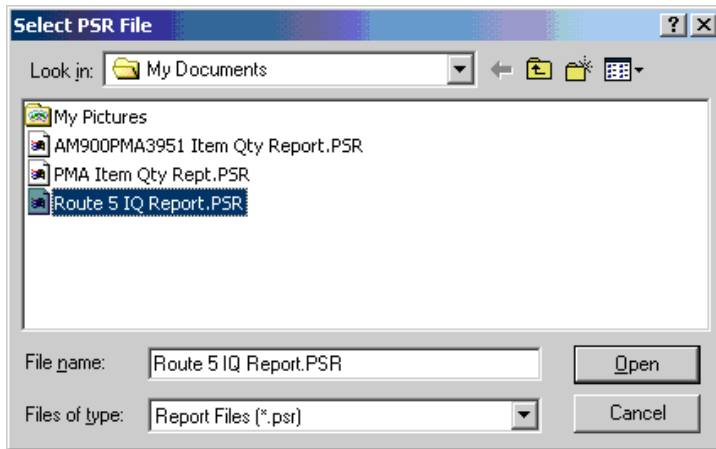 Select PSR File
Look in: My Documents
My Pictures
AM900PMA3951 Item Qty Report.PSR
PMA Item Qty Rept.PSR
Route 5 IQ Report.PSR
File name: Route 5 IQ Report.PSR Open
Files of type: Report Files (*.psr) Cancel